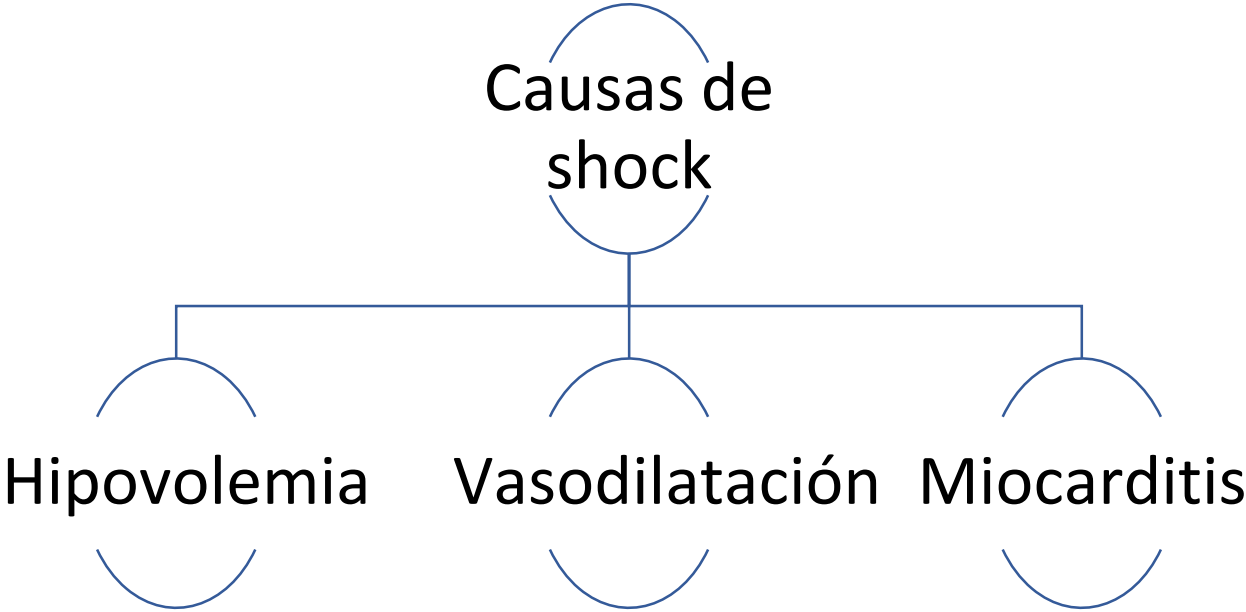 Causas de
shock
Hipovolemia
Vasodilatación
Miocarditis